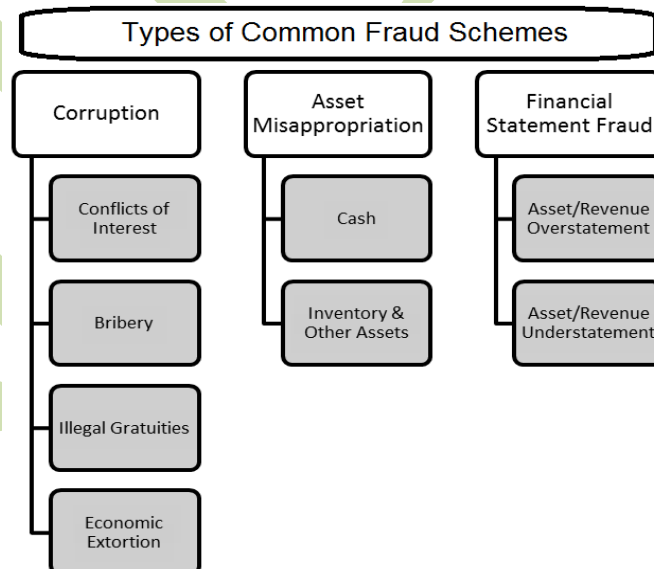 Types of Common Fraud Schemes
Corruption
Conflicts of
Interest
Bribery
Illegal Gratuities
Economic
Extortion
Asset
Misappropriation
Cash
Inventory &
Other Assets
Financial
Statement Fraud
Asset/Revenue
Overstatement
Asset/Revenue
Understatement